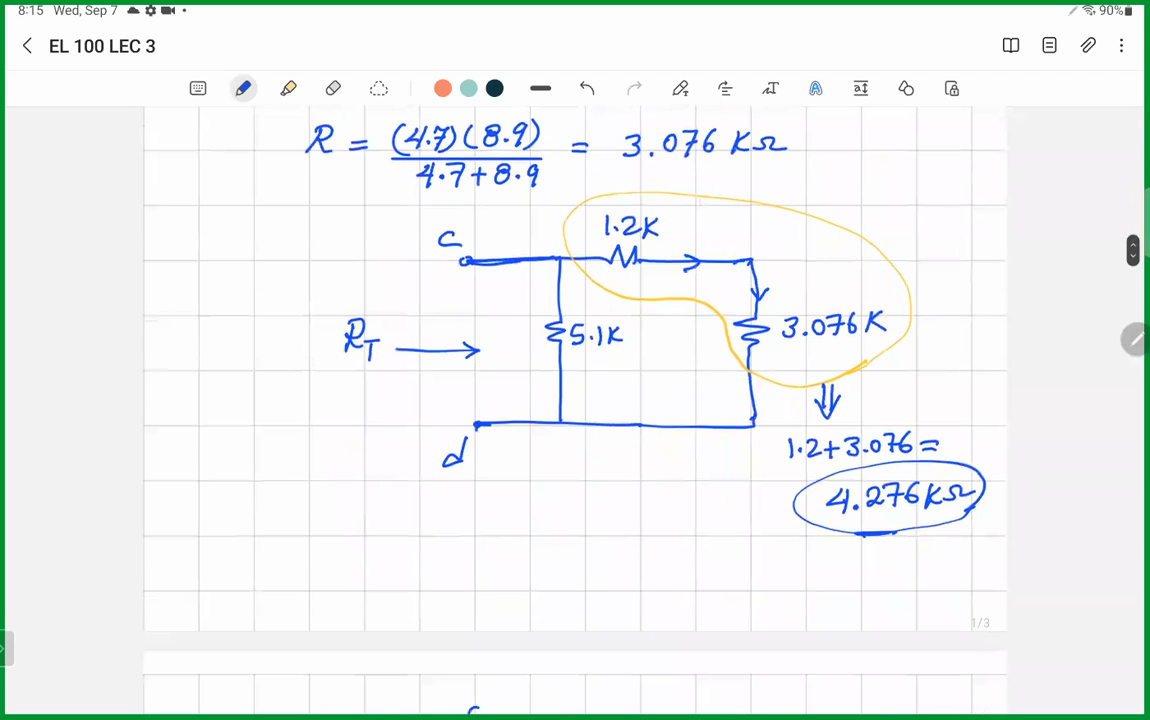 8:15 Wed, Sep 7
90%
EL 100 LEC 3
R = (4.7)(8.9) / 4.7+8.9 = 3.076 KΩ
C
1.2K
R_T
5.1K
3.076K
d
1.2+3.076=
4.276KΩ
1/3